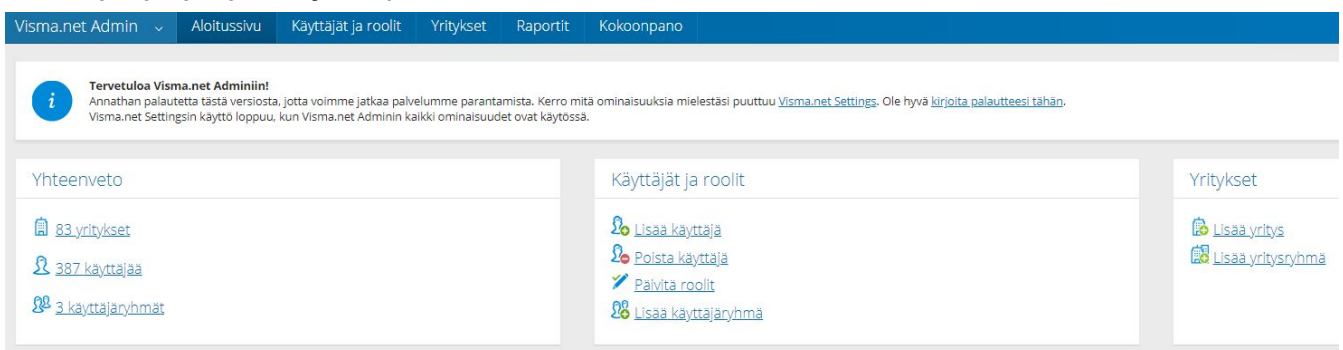 Visma.net Admin Aloitussivu Käyttäjät ja roolit Yritykset Raportit Kokoonpano
Tervetuloa Visma.net Adminiin!
Annathan palautetta tästä versiosta, jotta voimme jatkaa palvelumme parantamista. Kerro mitä ominaisuuksia mielestäsi puuttuu Visma.net Settings. Ole hyvä kirjoita palautteesi tähän.
Visma.net Settingsin käyttö loppuu, kun Visma.net Adminin kaikki ominaisuudet ovat käytössä.
Yhteenveto
83 yritykset
387 käyttäjää
3 käyttäjäryhmät
Käyttäjät ja roolit
Lisää käyttäjä
Poista käyttäjä
Päivitä roolit
Lisää käyttäjäryhmä
Yritykset
Lisää yritys
Lisää yritysryhmä